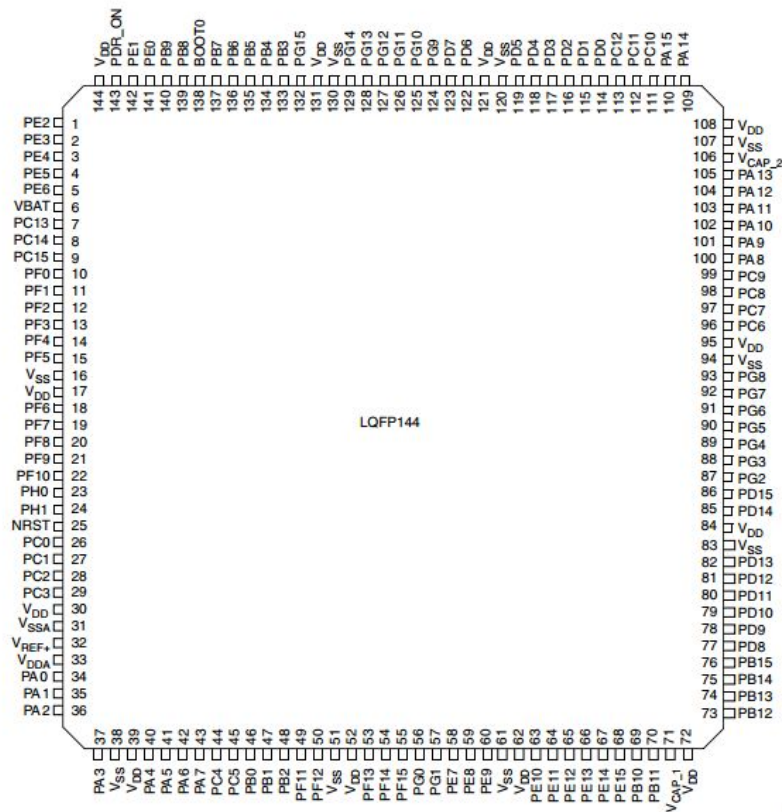 VDD PDR_ON PE1 PE0 PB9 PB8 BOOT0 PB7 PB6 PB5 PB4 PB3 PG15 VDD VSS PG14 PG13 PG12 PG11 PG10 PG9 PD7 PD6 VDD VSS PD5 PD4 PD3 PD2 PD1 PD0 PC12 PC11 PC10 PA15 PA14
144 143 142 141 140 139 138 137 136 135 134 133 132 131 130 129 128 127 126 125 124 123 122 121 120 119 118 117 116 115 114 113 112 111 110 109
PE2 1 108 VDD
PE3 2 107 VSS
PE4 3 106 VCAP_2
PE5 4 105 PA13
PE6 5 104 PA12
VBAT 6 103 PA11
PC13 7 102 PA10
PC14 8 101 PA9
PC15 9 100 PA8
PF0 10 99 PC9
PF1 11 98 PC8
PF2 12 97 PC7
PF3 13 96 PC6
PF4 14 95 VDD
PF5 15 94 VSS
VSS 16 93 PG8
VDD 17 92 PG7
PF6 18 91 PG6
PF7 19 90 PG5
PF8 20 89 PG4
PF9 21 88 PG3
PF10 22 87 PG2
PH0 23 86 PD15
PH1 24 85 PD14
NRST 25 84 VDD
PC0 26 83 VSS
PC1 27 82 PD13
PC2 28 81 PD12
PC3 29 80 PD11
VDD 30 79 PD10
VSSA 31 78 PD9
VREF+ 32 77 PD8
VDDA 33 76 PB15
PA0 34 75 PB14
PA1 35 74 PB13
PA2 36 73 PB12
LQFP144
37 38 39 40 41 42 43 44 45 46 47 48 49 50 51 52 53 54 55 56 57 58 59 60 61 62 63 64 65 66 67 68 69 70 71 72
PA3 VSS VDD PA4 PA5 PA6 PA7 PC4 PC5 PB0 PB1 PB2 PF11 PF12 VSS VDD PF13 PF14 PF15 PG0 PG1 PE7 PE8 PE9 VSS VDD PE10 PE11 PE12 PE13 PE14 PE15 PB10 PB11 VCAP_1 VDD